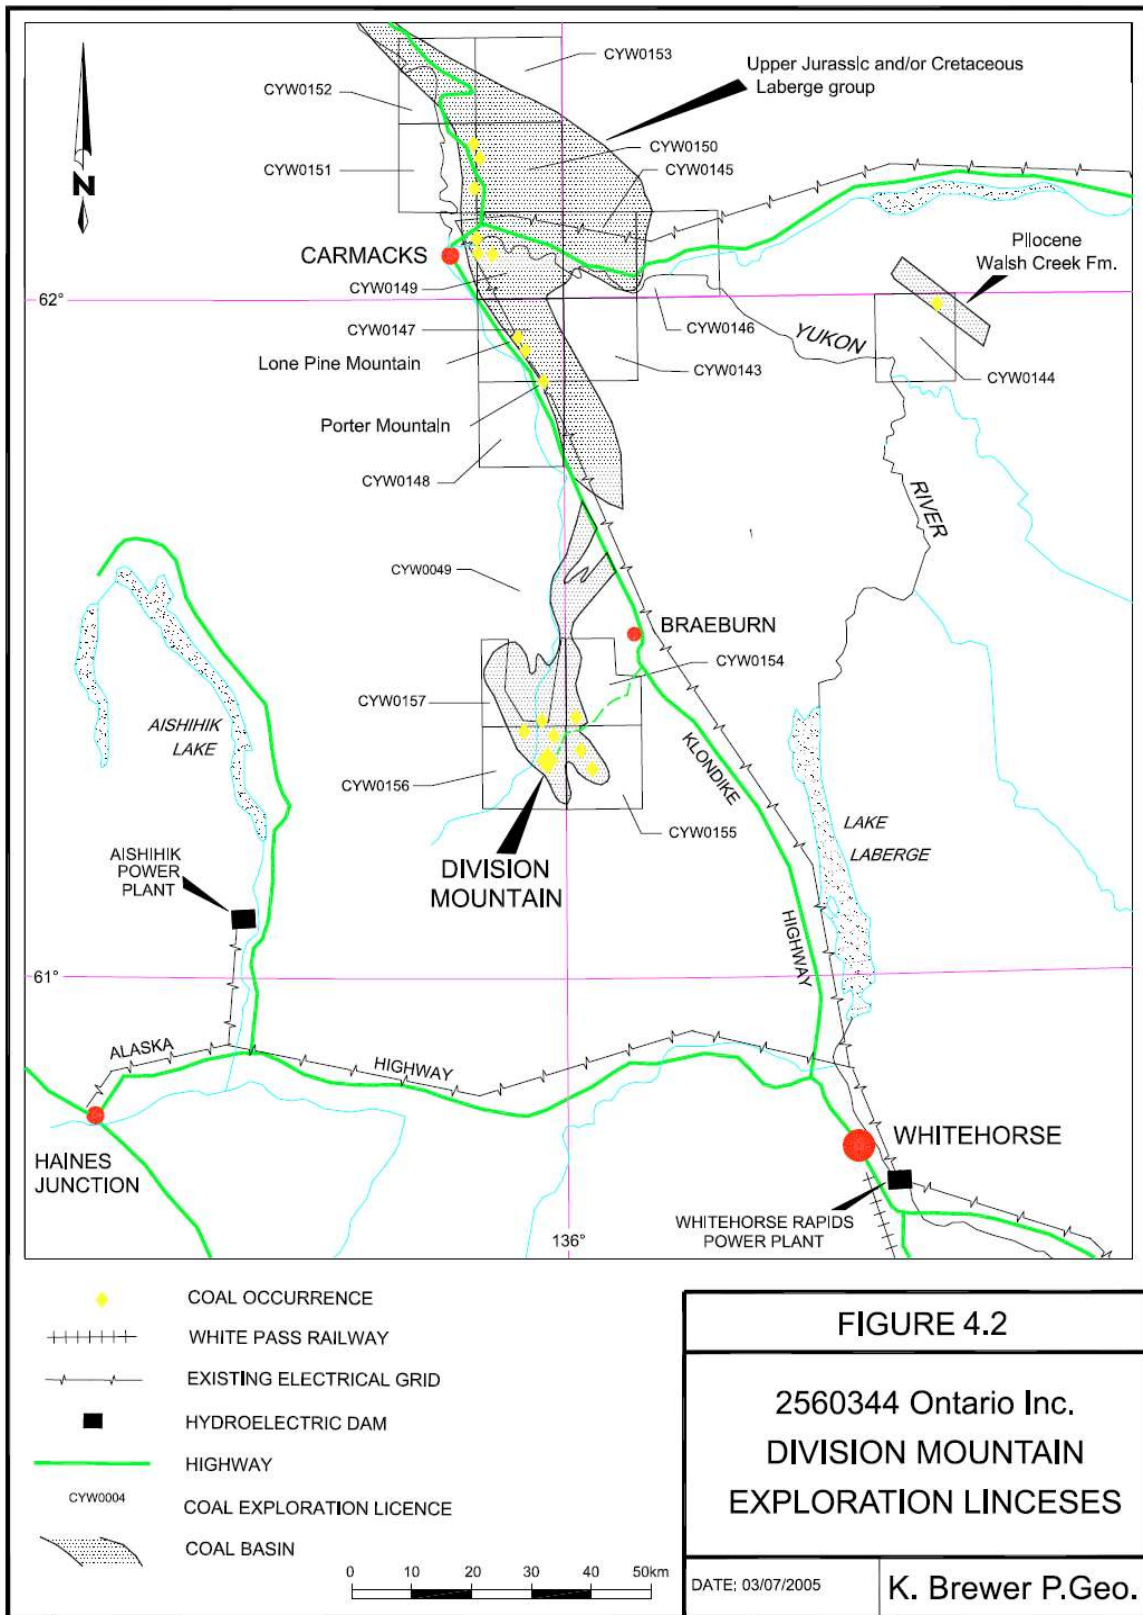 CYW0153
Upper Jurassic and/or Cretaceous
Laberge group
CYW0152
CYW0150
CYW0151
CYW0145
N
CARMACKS
Pliocene
Walsh Creek Fm.
CYW0149
62°
CYW0147
CYW0146
YUKON
Lone Pine Mountain
CYW0143
CYW0144
Porter Mountain
CYW0148
RIVER
CYW0049
BRAEBURN
CYW0154
CYW0157
AISHIHIK
LAKE
KLONDIKE
CYW0156
CYW0155
LAKE
LABERGE
AISHIHIK
POWER
PLANT
DIVISION
MOUNTAIN
HIGHWAY
61°
ALASKA
HIGHWAY
WHITEHORSE
HAINES
JUNCTION
WHITEHORSE RAPIDS
POWER PLANT
136°
COAL OCCURRENCE
WHITE PASS RAILWAY
EXISTING ELECTRICAL GRID
HYDROELECTRIC DAM
HIGHWAY
CYW0004
COAL EXPLORATION LICENCE
COAL BASIN
0 10 20 30 40 50km
FIGURE 4.2
2560344 Ontario Inc.
DIVISION MOUNTAIN
EXPLORATION LINCESES
DATE: 03/07/2005
K. Brewer P.Geo.